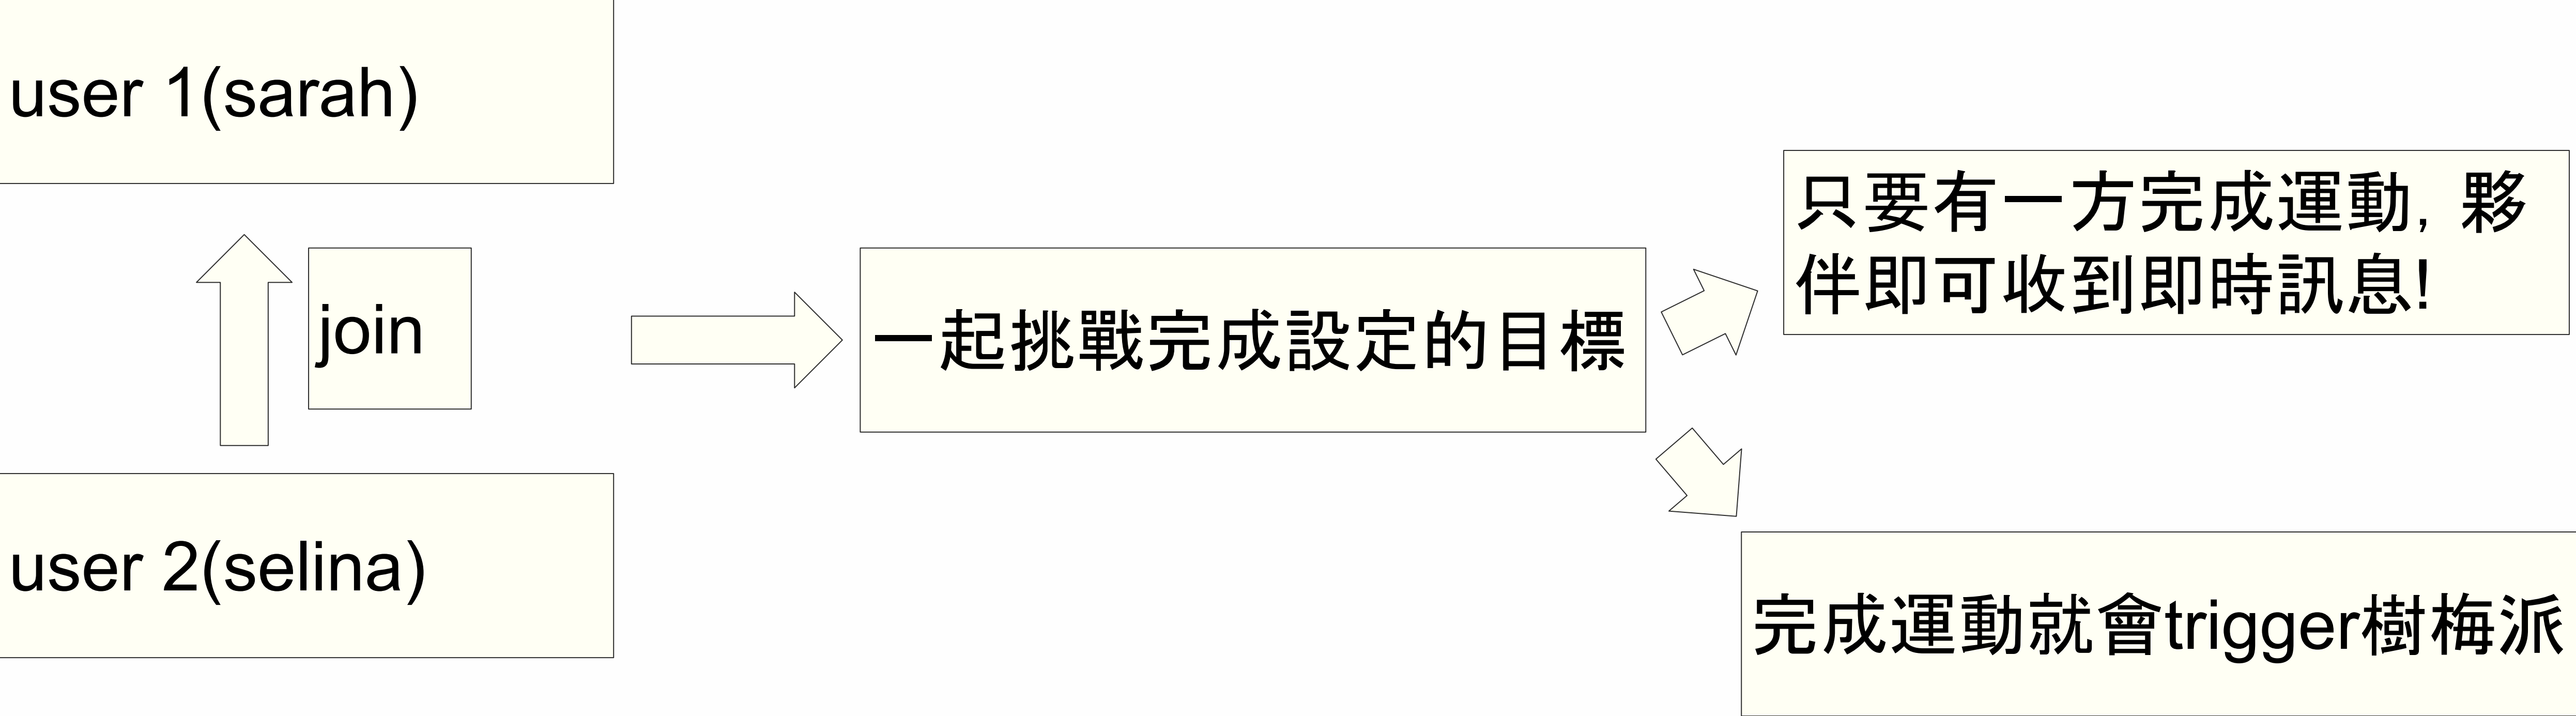 user 1(sarah)
join
user 2(selina)
一起挑戰完成設定的目標
只要有一方完成運動, 夥
伴即可收到即時訊息!
完成運動就會trigger樹梅派